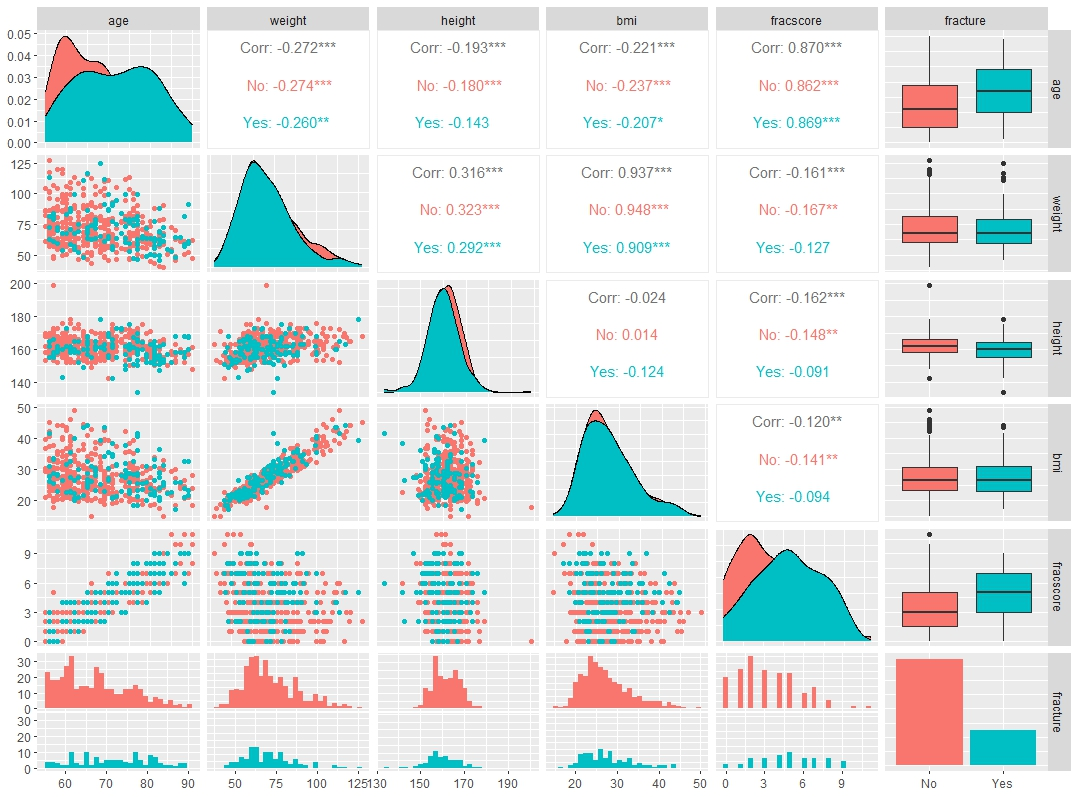 age weight height bmi fracscore fracture
0.05
0.04
0.03
0.02
0.01
0.00
Corr: -0.272*** Corr: -0.193*** Corr: -0.221*** Corr: 0.870***
No: -0.274*** No: -0.180*** No: -0.237*** No: 0.862***
Yes: -0.260** Yes: -0.143 Yes: -0.207* Yes: 0.869***
age
125
100
75
50
Corr: 0.316*** Corr: 0.937*** Corr: -0.161***
No: 0.323*** No: 0.948*** No: -0.167**
Yes: 0.292*** Yes: 0.909*** Yes: -0.127
weight
200
180
160
140
Corr: -0.024 Corr: -0.162***
No: 0.014 No: -0.148**
Yes: -0.124 Yes: -0.091
height
50
40
30
20
Corr: -0.120**
No: -0.141**
Yes: -0.094
bmi
9
6
3
0
fracscore
30
20
10
0
30
20
10
0
fracture
60 70 80 90 50 75 100 125 130 150 170 190 20 30 40 50 0 3 6 9 No Yes